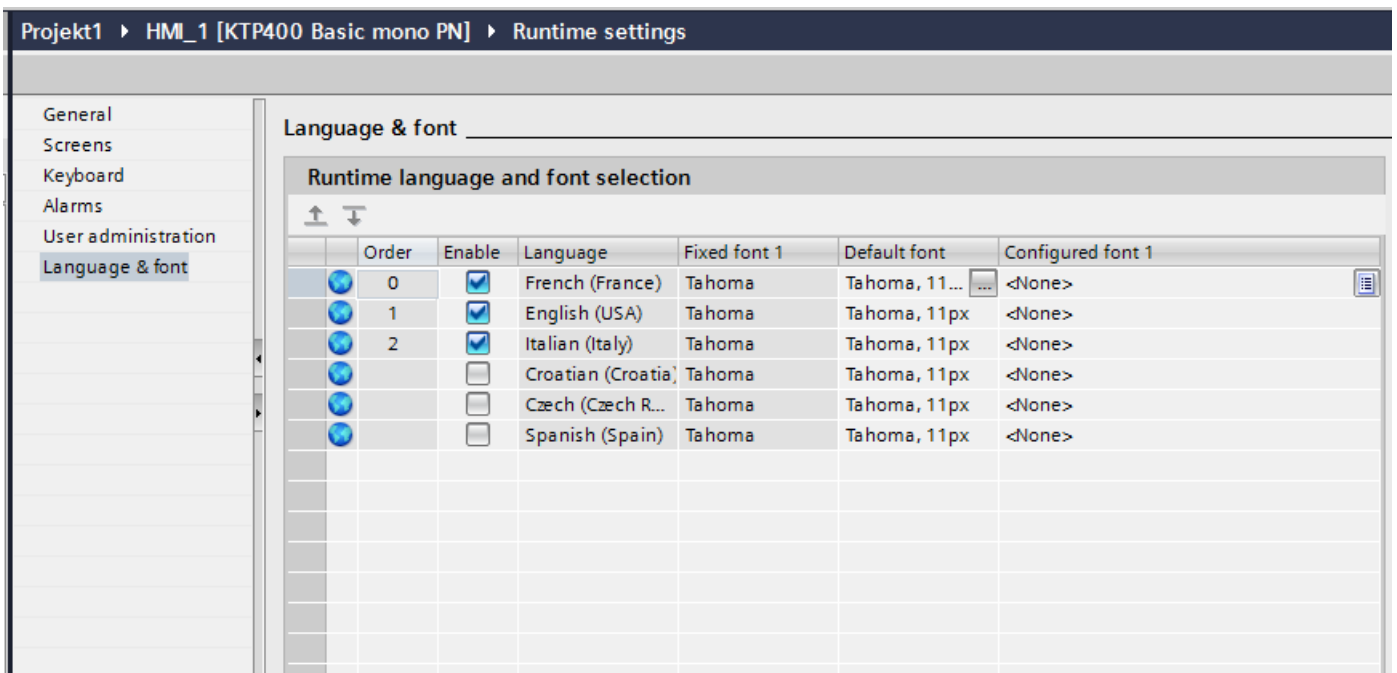 Projekt1 ▸ HMI_1 [KTP400 Basic mono PN] ▸ Runtime settings
General
Screens
Keyboard
Alarms
User administration
Language & font
Language & font
Runtime language and font selection
Order Enable Language Fixed font 1 Default font Configured font 1
0 French (France) Tahoma Tahoma, 11... ... <None>
1 English (USA) Tahoma Tahoma, 11px <None>
2 Italian (Italy) Tahoma Tahoma, 11px <None>
Croatian (Croatia) Tahoma Tahoma, 11px <None>
Czech (Czech R... Tahoma Tahoma, 11px <None>
Spanish (Spain) Tahoma Tahoma, 11px <None>